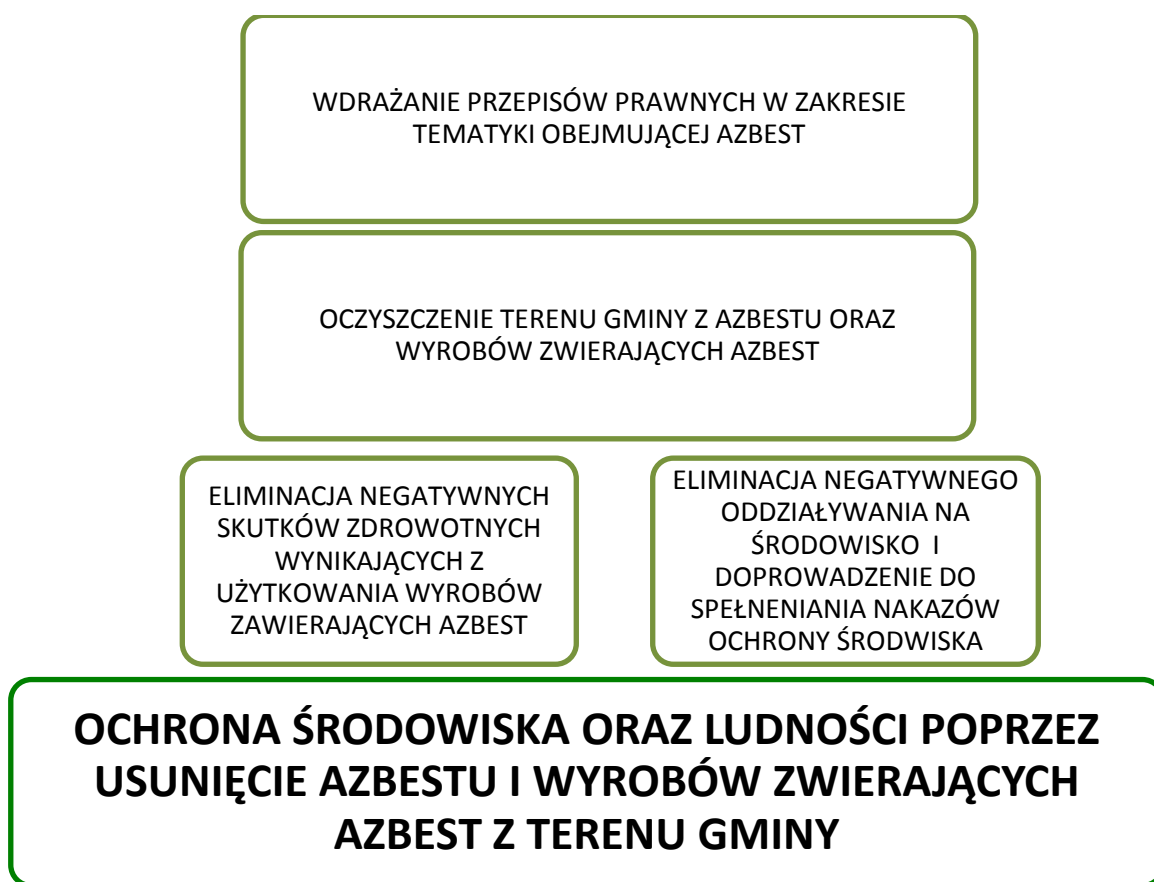 WDRAŻANIE PRZEPISÓW PRAWNYCH W ZAKRESIE
TEMATYKI OBEJMUJĄCEJ AZBEST
OCZYSZCZENIE TERENU GMINY Z AZBESTU ORAZ
WYROBÓW ZWIERAJĄCYCH AZBEST
ELIMINACJA NEGATYWNYCH
SKUTKÓW ZDROWOTNYCH
WYNIKAJĄCYCH Z
UŻYTKOWANIA WYROBÓW
ZAWIERAJĄCYCH AZBEST
ELIMINACJA NEGATYWNEGO
ODDZIAŁYWANIA NA
ŚRODOWISKO I
DOPROWADZENIE DO
SPEŁNENIANIA NAKAZÓW
OCHRONY ŚRODWISKA
OCHRONA ŚRODOWISKA ORAZ LUDNOŚCI POPRZEZ
USUNIĘCIE AZBESTU I WYROBÓW ZWIERAJĄCYCH
AZBEST Z TERENU GMINY